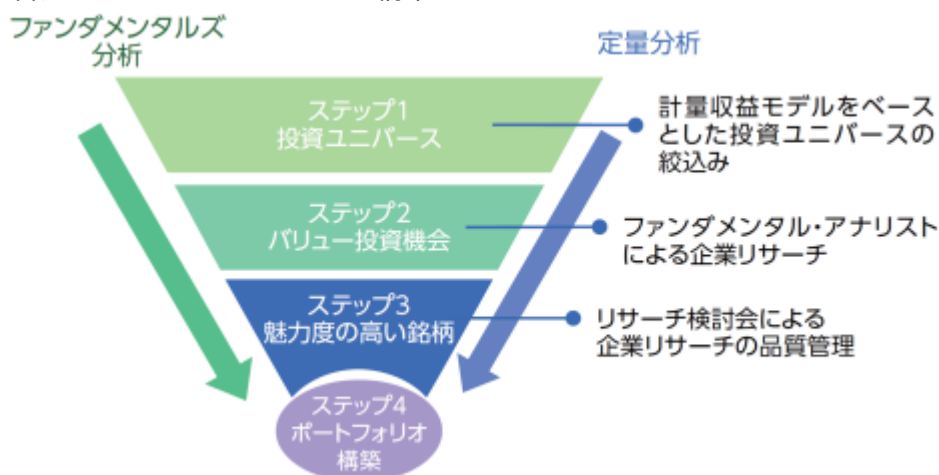 ファンダメンタルズ
分析
定量分析
ステップ1
投資ユニバース
計量収益モデルをベース
とした投資ユニバースの
絞込み
ステップ2
バリュー投資機会
ファンダメンタル・アナリスト
による企業リサーチ
ステップ3
魅力度の高い銘柄
リサーチ検討会による
企業リサーチの品質管理
ステップ4
ポートフォリオ
構築